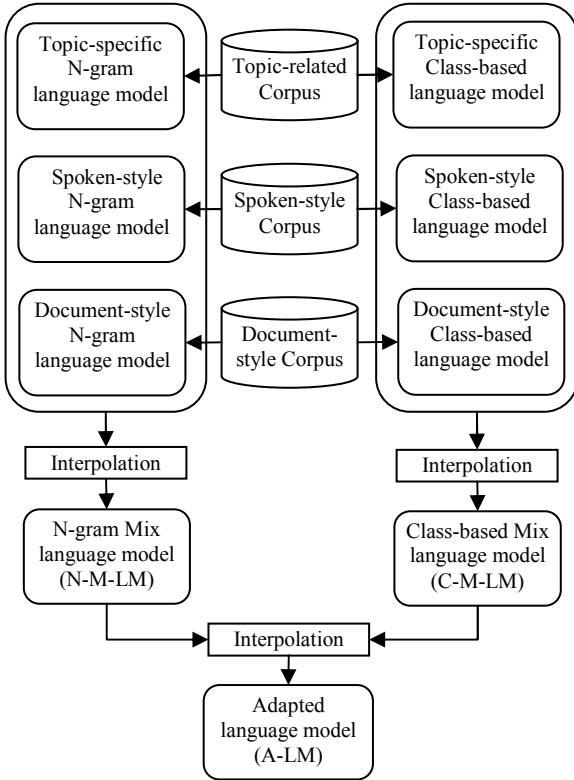 Topic-specific
N-gram
language model
Topic-related
Corpus
Topic-specific
Class-based
language model
Spoken-style
N-gram
language model
Spoken-style
Corpus
Spoken-style
Class-based
language model
Document-style
N-gram
language model
Document-
style Corpus
Document-style
Class-based
language model
Interpolation
Interpolation
N-gram Mix
language model
(N-M-LM)
Class-based Mix
language model
(C-M-LM)
Interpolation
Adapted
language model
(A-LM)